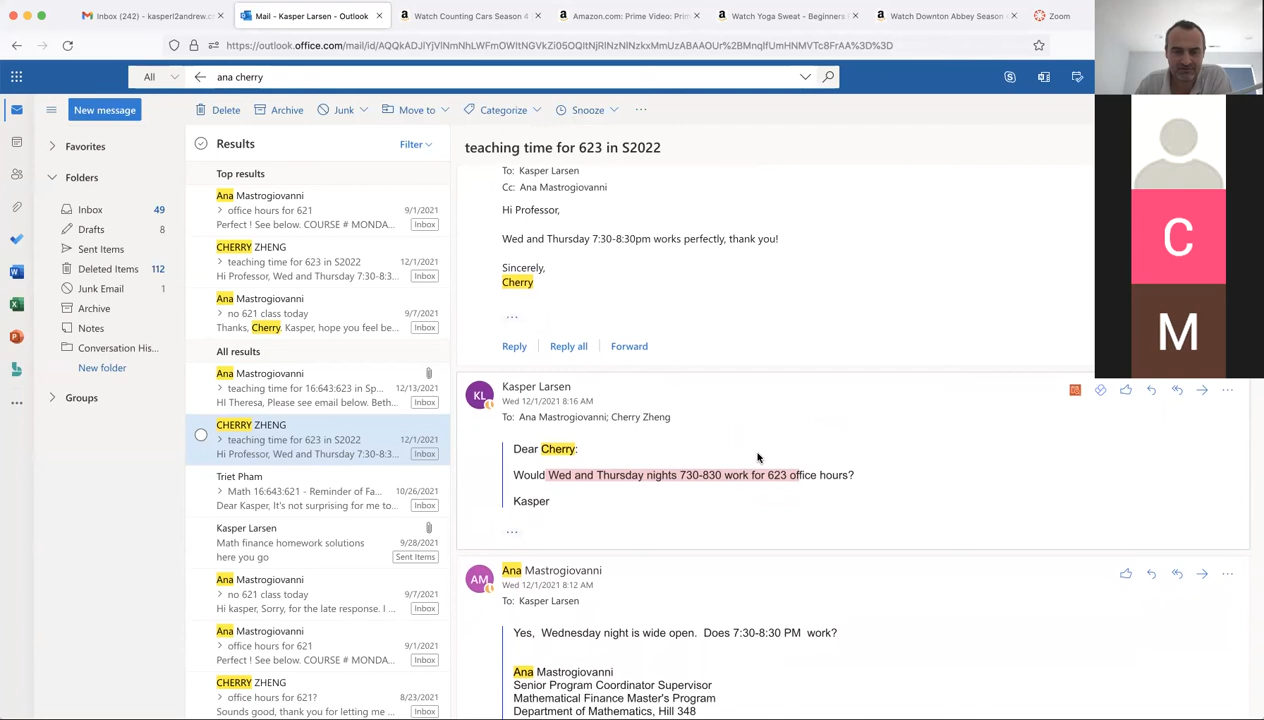 Inbox (242) - kasperl2andrew.c
Mail - Kasper Larsen - Outlook
Watch Counting Cars Season 4
Amazon.com: Prime Video: Prim
Watch Yoga Sweat - Beginners
Watch Downton Abbey Season
Zoom
https://outlook.office.com/mail/id/
All
ana cherry
New message
Delete
Archive
Junk
Move to
Categorize
Snooze
...
Favorites
Folders
Inbox 49
Drafts 8
Sent Items
Deleted Items 112
Junk Email 1
Archive
Notes
Conversation His...
New folder
Groups
Results
Filter
Top results
Ana Mastrogiovanni
office hours for 621 9/1/2021
Perfect ! See below. COURSE # MONDA... Inbox
CHERRY ZHENG
teaching time for 623 in S2022 12/1/2021
Hi Professor, Wed and Thursday 7:30-8:3... Inbox
Ana Mastrogiovanni
no 621 class today 9/7/2021
Thanks, Cherry. Kasper, hope you feel be... Inbox
All results
Ana Mastrogiovanni
teaching time for 16:643:623 in Sp... 12/13/2021
HI Theresa, Please see email below. Beth... Inbox
CHERRY ZHENG
teaching time for 623 in S2022 12/1/2021
Hi Professor, Wed and Thursday 7:30-8:3... Inbox
Triet Pham
Math 16:643:621 - Reminder of Fa... 10/26/2021
Dear Kasper, It's not surprising for me to... Inbox
Kasper Larsen
Math finance homework solutions 9/28/2021
here you go Sent Items
Ana Mastrogiovanni
no 621 class today 9/7/2021
Hi kasper, Sorry, for the late response. I ... Inbox
Ana Mastrogiovanni
office hours for 621 9/1/2021
Perfect ! See below. COURSE # MONDA... Inbox
CHERRY ZHENG
office hours for 621? 8/23/2021
Sounds good, thank you for letting me ... Inbox
teaching time for 623 in S2022
To: Kasper Larsen
Cc: Ana Mastrogiovanni
Hi Professor,
Wed and Thursday 7:30-8:30pm works perfectly, thank you!
Sincerely,
Cherry
...
Reply
Reply all
Forward
KL
Kasper Larsen
Wed 12/1/2021 8:16 AM
To: Ana Mastrogiovanni; Cherry Zheng
Dear Cherry:
Would Wed and Thursday nights 730-830 work for 623 office hours?
Kasper
...
AM
Ana Mastrogiovanni
Wed 12/1/2021 8:12 AM
To: Kasper Larsen
Yes, Wednesday night is wide open. Does 7:30-8:30 PM work?
Ana Mastrogiovanni
Senior Program Coordinator Supervisor
Mathematical Finance Master's Program
Department of Mathematics, Hill 348
C
M